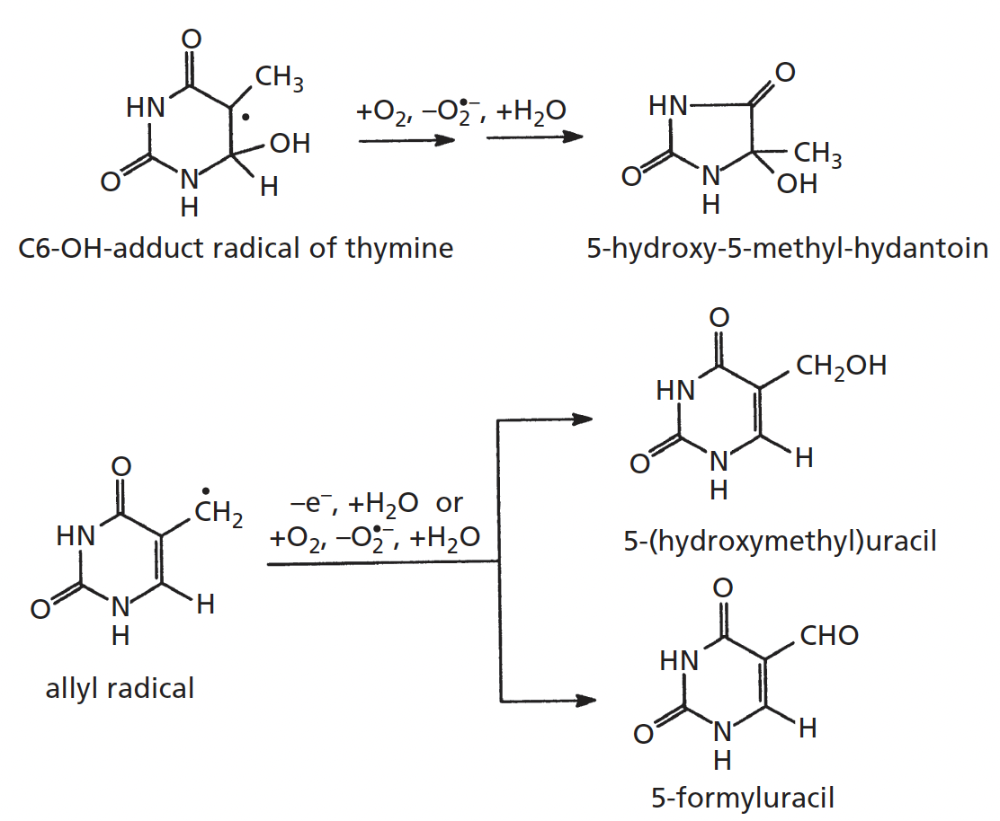 O
CH₃
HN
•
OH
O
N
H
H
+O₂, −O₂•⁻, +H₂O
O
HN
CH₃
O
N
OH
H
C6-OH-adduct radical of thymine
5-hydroxy-5-methyl-hydantoin
O
CH₂OH
HN
O
N
H
H
5-(hydroxymethyl)uracil
O
•
CH₂
HN
O
N
H
H
allyl radical
−e⁻, +H₂O or
+O₂, −O₂•⁻, +H₂O
O
CHO
HN
O
N
H
H
5-formyluracil